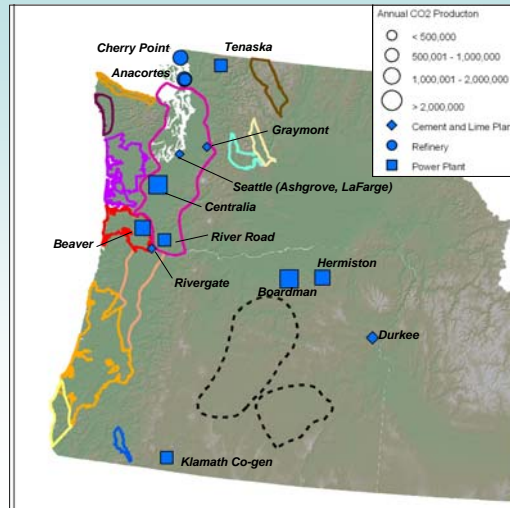 Annual CO2 Producton
< 500,000
500,001 - 1,000,000
1,000,001 - 2,000,000
> 2,000,000
Cement and Lime Plan
Refinery
Power Plant
Cherry Point
Tenaska
Anacortes
Graymont
Seattle (Ashgrove, LaFarge)
Centralia
Beaver
River Road
Rivergate
Hermiston
Boardman
Durkee
Klamath Co-gen